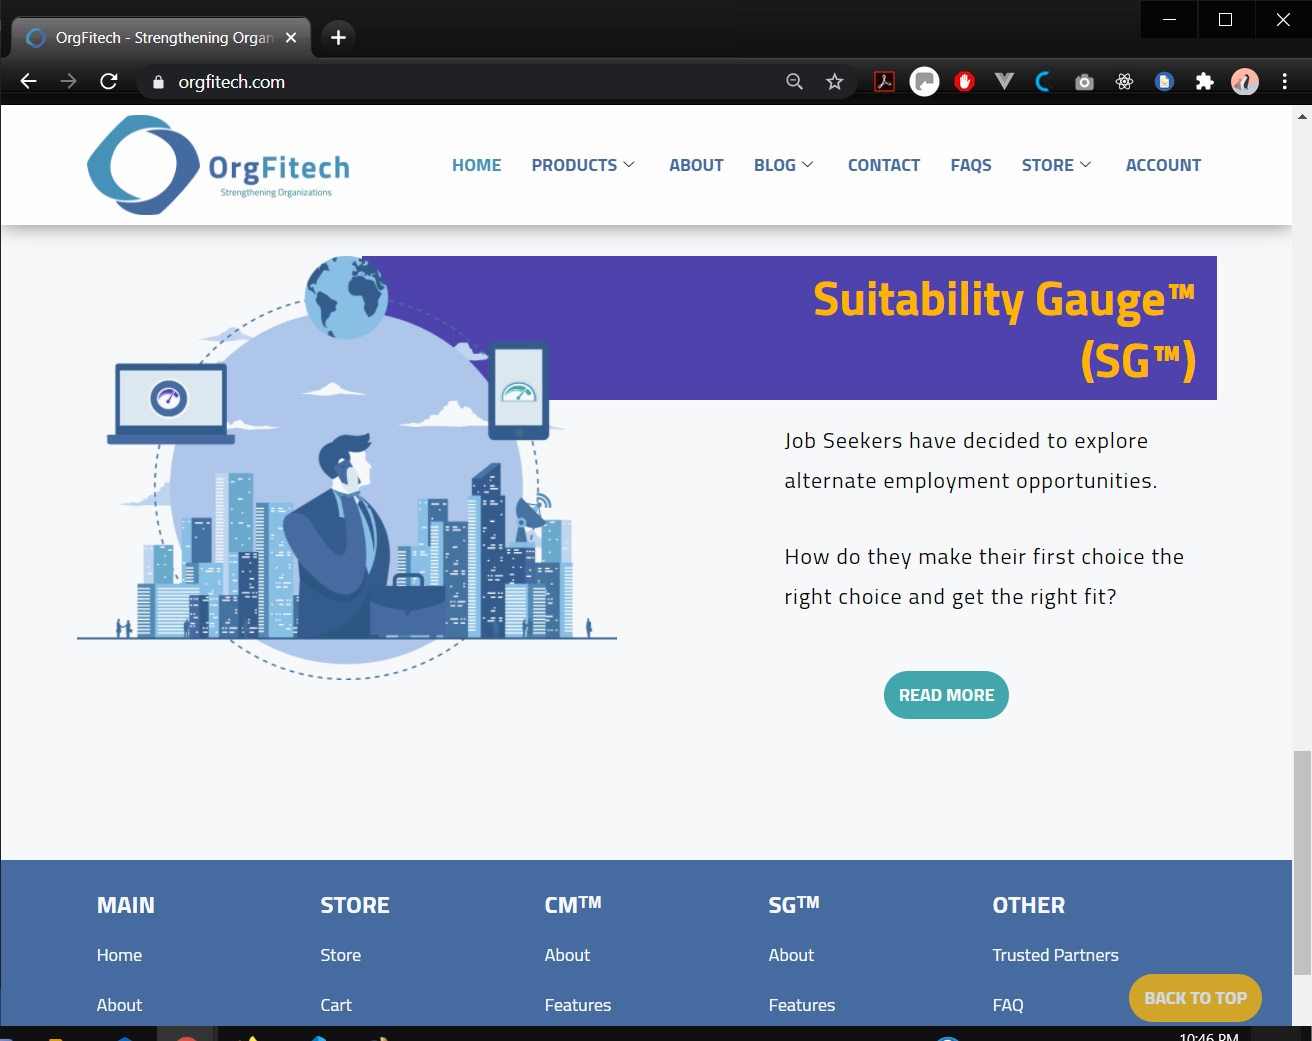 OrgFitech - Strengthening Organ
orgfitech.com
OrgFitech
Strengthening Organizations
HOME PRODUCTS ABOUT BLOG CONTACT FAQS STORE ACCOUNT
Suitability Gauge™
(SG™)
Job Seekers have decided to explore
alternate employment opportunities.
How do they make their first choice the
right choice and get the right fit?
READ MORE
MAIN STORE CM™ SG™ OTHER
Home Store About About Trusted Partners
About Cart Features Features FAQ
BACK TO TOP
10:46 PM